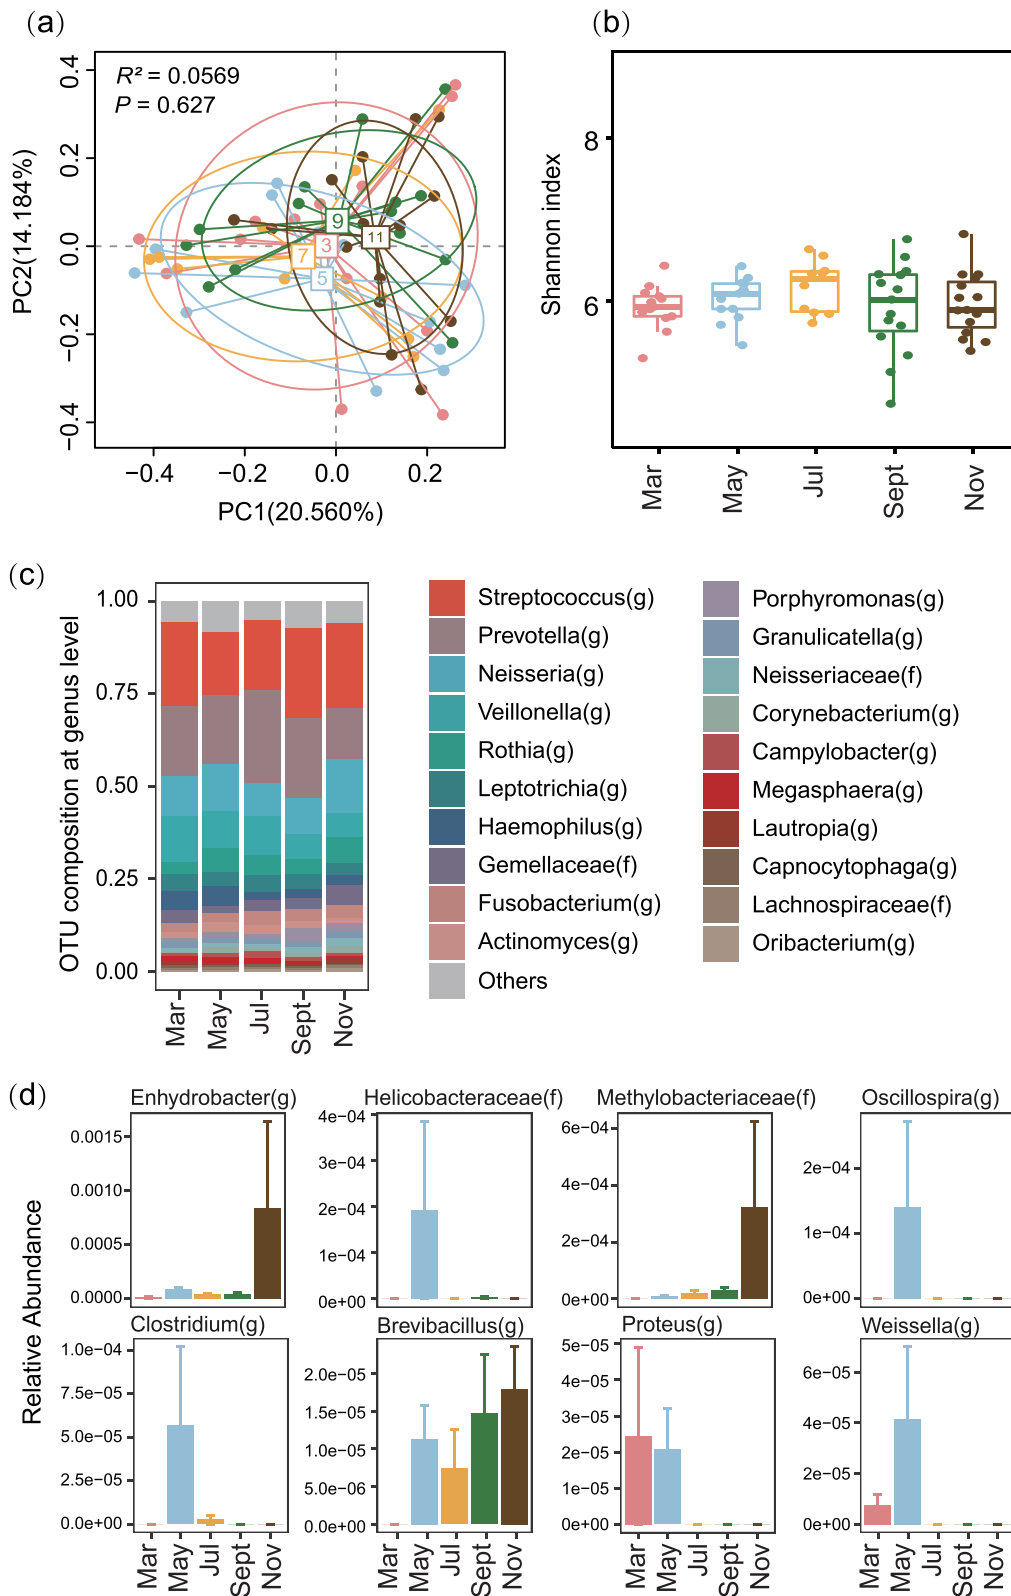 (a)
R² = 0.0569
P = 0.627
PC2(14.184%)
0.4
0.2
0.0
−0.2
−0.4
9
11
3
7
5
−0.4
−0.2
0.0
0.2
PC1(20.560%)
(b)
Shannon index
8
6
Mar
May
Jul
Sept
Nov
(c)
OTU composition at genus level
1.00
0.75
0.50
0.25
0.00
Mar
May
Jul
Sept
Nov
Streptococcus(g)
Prevotella(g)
Neisseria(g)
Veillonella(g)
Rothia(g)
Leptotrichia(g)
Haemophilus(g)
Gemellaceae(f)
Fusobacterium(g)
Actinomyces(g)
Others
Porphyromonas(g)
Granulicatella(g)
Neisseriaceae(f)
Corynebacterium(g)
Campylobacter(g)
Megasphaera(g)
Lautropia(g)
Capnocytophaga(g)
Lachnospiraceae(f)
Oribacterium(g)
(d)
Relative Abundance
Enhydrobacter(g)
0.0015
0.0010
0.0005
0.0000
Helicobacteraceae(f)
4e−04
3e−04
2e−04
1e−04
0e+00
Methylobacteriaceae(f)
6e−04
4e−04
2e−04
0e+00
Oscillospira(g)
2e−04
1e−04
0e+00
Clostridium(g)
1.0e−04
7.5e−05
5.0e−05
2.5e−05
0.0e+00
Mar
May
Jul
Sept
Nov
Brevibacillus(g)
2.0e−05
1.5e−05
1.0e−05
5.0e−06
0.0e+00
Mar
May
Jul
Sept
Nov
Proteus(g)
5e−05
4e−05
3e−05
2e−05
1e−05
0e+00
Mar
May
Jul
Sept
Nov
Weissella(g)
6e−05
4e−05
2e−05
0e+00
Mar
May
Jul
Sept
Nov